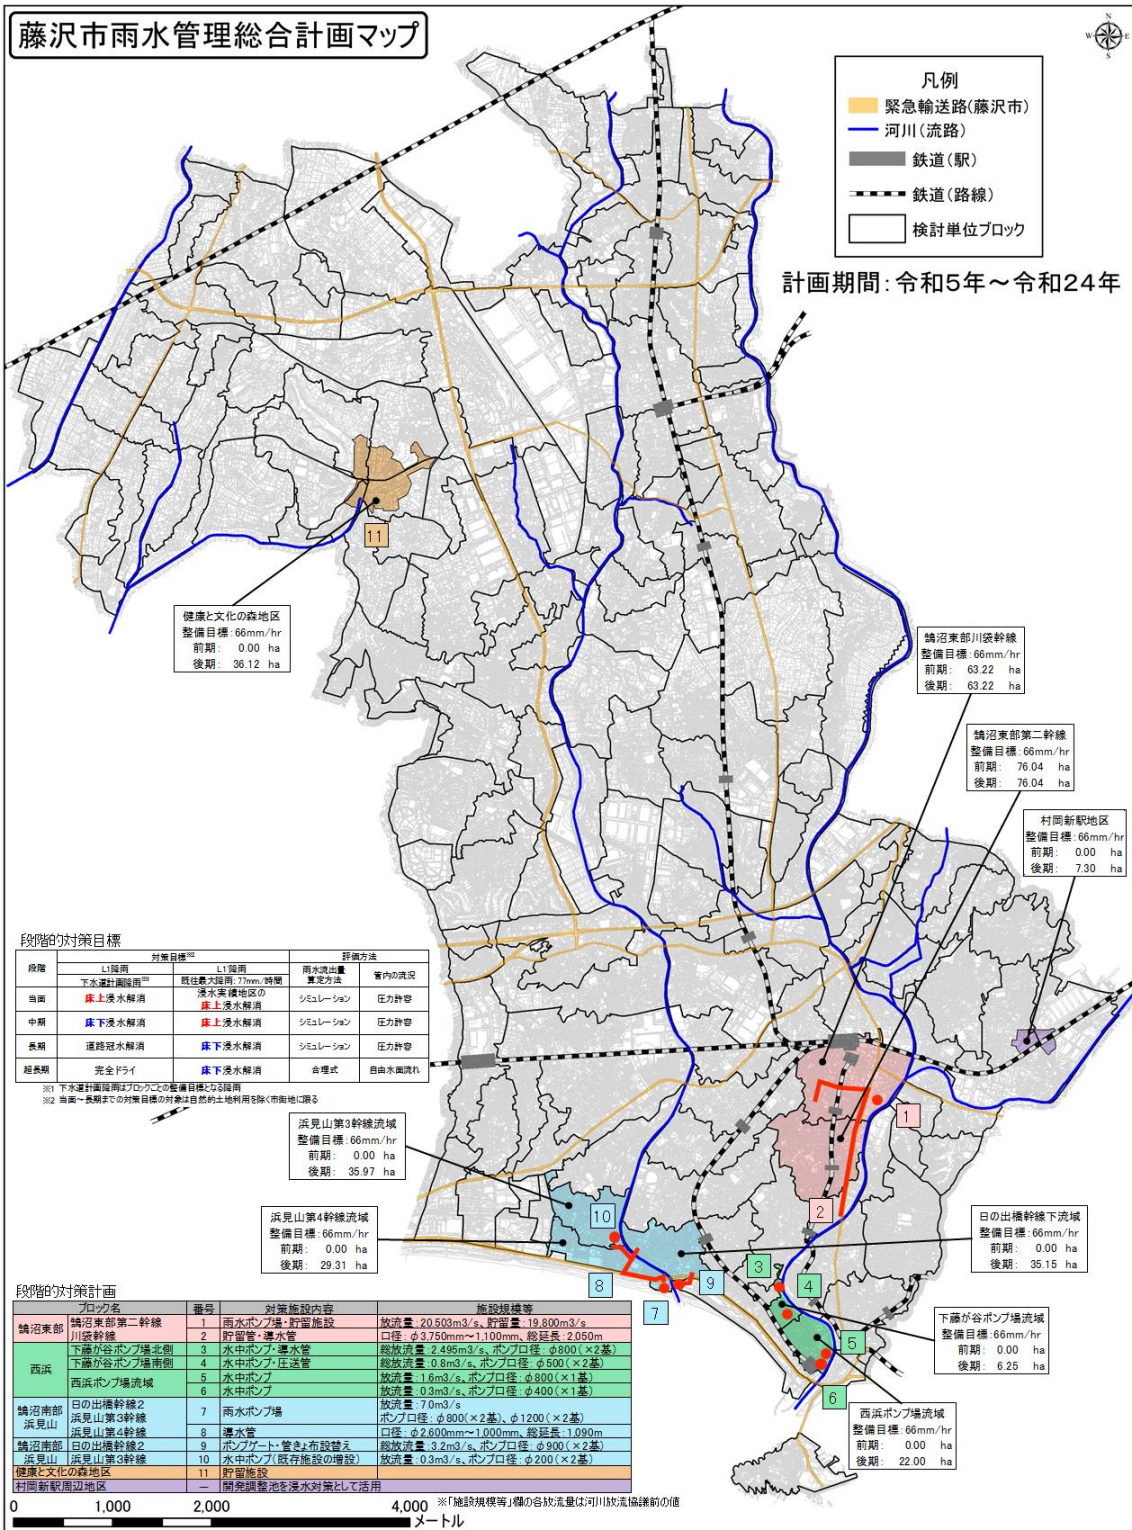 藤沢市雨水管理総合計画マップ
N
W
E
S
凡例
緊急輸送路(藤沢市)
河川(流路)
鉄道(駅)
鉄道(路線)
検討単位ブロック
計画期間:令和5年~令和24年
11
健康と文化の森地区
整備目標:66mm/hr
前期: 0.00 ha
後期: 36.12 ha
鵠沼東部川袋幹線
整備目標:66mm/hr
前期: 63.22 ha
後期: 63.22 ha
鵠沼東部第二幹線
整備目標:66mm/hr
前期: 76.04 ha
後期: 76.04 ha
村岡新駅地区
整備目標:66mm/hr
前期: 0.00 ha
後期: 7.30 ha
段階的対策目標
段階 対策目標※2 評価方法
L1降雨 L1'降雨 雨水流出量算定方法 管内の流況
下水道計画降雨※1 既往最大降雨:77mm/時間
当面 床上浸水解消 浸水実績地区の床上浸水解消 シミュレーション 圧力許容
中期 床下浸水解消 床上浸水解消 シミュレーション 圧力許容
長期 道路冠水解消 床下浸水解消 シミュレーション 圧力許容
超長期 完全ドライ 床下浸水解消 合理式 自由水面流れ
※1 下水道計画降雨はブロックごとの整備目標となる降雨
※2 当面~長期までの対策目標の対象は自然的土地利用を除く市街地に限る
1
2
浜見山第3幹線流域
整備目標:66mm/hr
前期: 0.00 ha
後期: 35.97 ha
浜見山第4幹線流域
整備目標:66mm/hr
前期: 0.00 ha
後期: 29.31 ha
10
8
7
9
3
4
5
6
日の出橋幹線下流域
整備目標:66mm/hr
前期: 0.00 ha
後期: 35.15 ha
下藤が谷ポンプ場流域
整備目標:66mm/hr
前期: 0.00 ha
後期: 6.25 ha
西浜ポンプ場流域
整備目標:66mm/hr
前期: 0.00 ha
後期: 22.00 ha
段階的対策計画
ブロック名 番号 対策施設内容 施設規模等
鵠沼東部 鵠沼東部第二幹線 川袋幹線 1 雨水ポンプ場・貯留施設 放流量:20.503m3/s、貯留量:19,800m3/s
2 貯留管・導水管 口径:φ3,750mm~1,100mm、総延長:2,050m
西浜 下藤が谷ポンプ場北側 3 水中ポンプ・導水管 総放流量:2.495m3/s、ポンプ口径:φ800(×2基)
下藤が谷ポンプ場南側 4 水中ポンプ・圧送管 総放流量:0.8m3/s、ポンプ口径:φ500(×2基)
西浜ポンプ場流域 5 水中ポンプ 放流量:1.6m3/s、ポンプ口径:φ800(×1基)
6 水中ポンプ 放流量:0.3m3/s、ポンプ口径:φ400(×1基)
鵠沼南部 浜見山 日の出橋幹線2 浜見山第3幹線 浜見山第4幹線 7 雨水ポンプ場 放流量:7.0m3/s ポンプ口径:φ800(×2基)、φ1200(×2基)
8 導水管 口径:φ2,600mm~1,000mm、総延長:1,090m
鵠沼南部 日の出橋幹線2 9 ポンプゲート・管きょ布設替え 総放流量:3.2m3/s、ポンプ口径:φ900(×2基)
浜見山 浜見山第3幹線 10 水中ポンプ(既存施設の増設) 放流量:0.3m3/s、ポンプ口径:φ200(×2基)
健康と文化の森地区 11 貯留施設
村岡新駅周辺地区 ― 開発調整池を浸水対策として活用
※「施設規模等」欄の各放流量は河川放流協議前の値
0 1,000 2,000 4,000
メートル